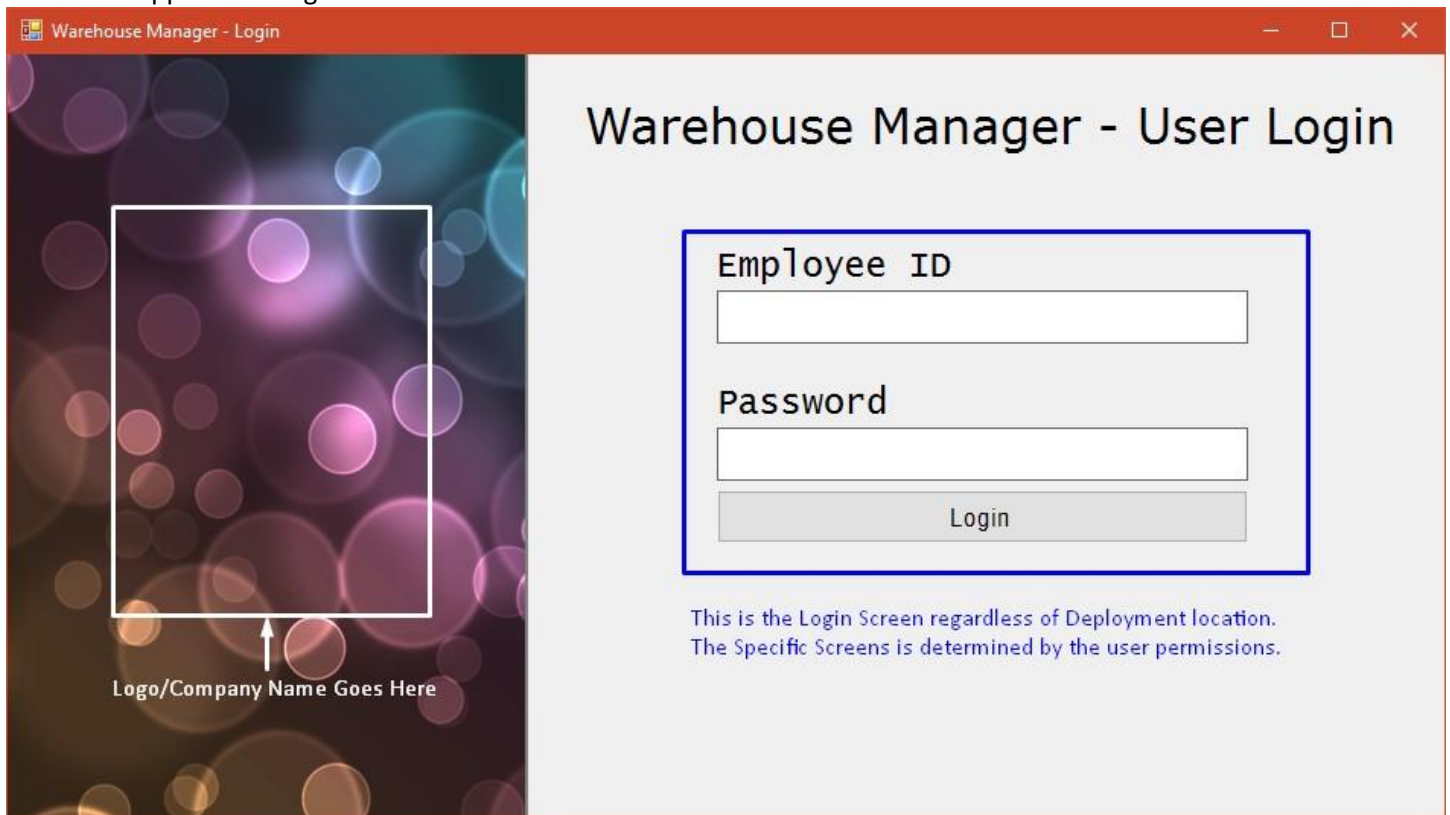 Warehouse Manager - Login
Warehouse Manager - User Login
Employee ID
Password
Login
This is the Login Screen regardless of Deployment location.
The Specific Screens is determined by the user permissions.
Logo/Company Name Goes Here